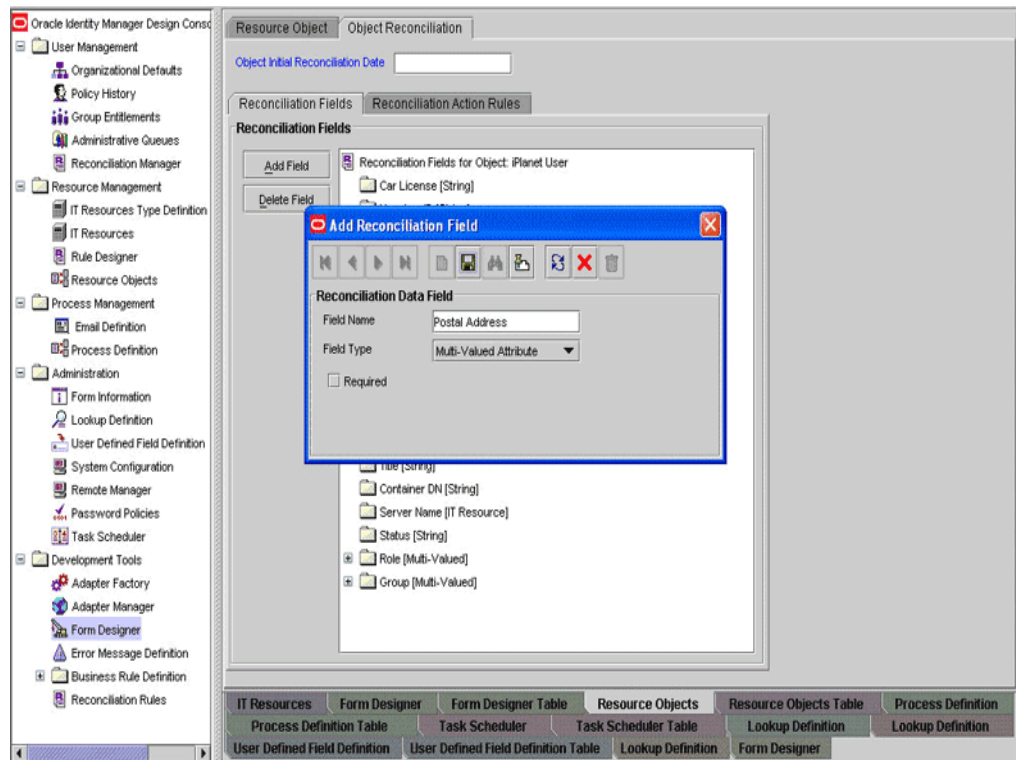 Oracle Identity Manager Design Consc
User Management
Organizational Defaults
Policy History
Group Entitlements
Administrative Queues
Reconciliation Manager
Resource Management
IT Resources Type Definition
IT Resources
Rule Designer
Resource Objects
Process Management
Email Definition
Process Definition
Administration
Form Information
Lookup Definition
User Defined Field Definition
System Configuration
Remote Manager
Password Policies
Task Scheduler
Development Tools
Adapter Factory
Adapter Manager
Form Designer
Error Message Definition
Business Rule Definition
Reconciliation Rules
Resource Object Object Reconciliation
Object Initial Reconciliation Date
Reconciliation Fields Reconciliation Action Rules
Reconciliation Fields
Add Field
Delete Field
Reconciliation Fields for Object: iPlanet User
Car License [String]
Add Reconciliation Field
Reconciliation Data Field
Field Name Postal Address
Field Type Multi-Valued Attribute
Required
Title [String]
Container DN [String]
Server Name [IT Resource]
Status [String]
Role [Multi-Valued]
Group [Multi-Valued]
IT Resources Form Designer Form Designer Table Resource Objects Resource Objects Table Process Definition
Process Definition Table Task Scheduler Task Scheduler Table Lookup Definition Lookup Definition
User Defined Field Definition User Defined Field Definition Table Lookup Definition Form Designer